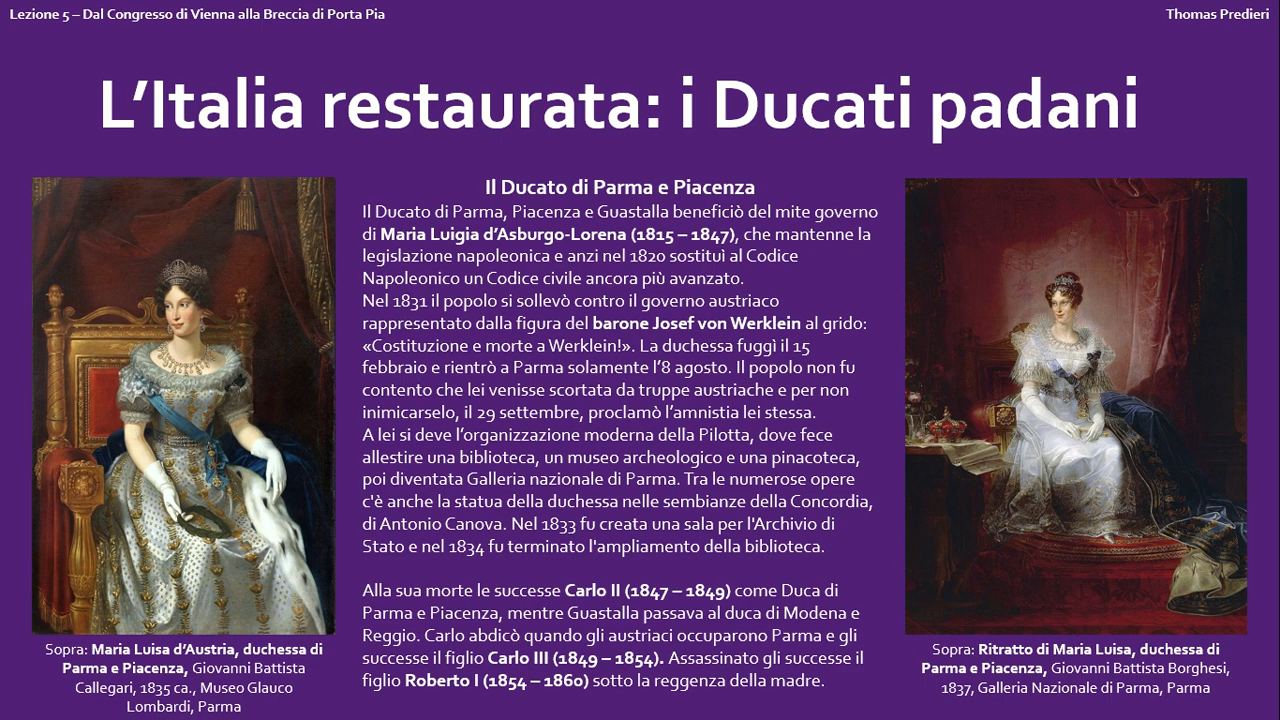 Lezione 5 – Dal Congresso di Vienna alla Breccia di Porta Pia
Thomas Predieri
L’Italia restaurata: i Ducati padani
Il Ducato di Parma e Piacenza
Il Ducato di Parma, Piacenza e Guastalla beneficiò del mite governo
di Maria Luigia d’Asburgo-Lorena (1815 – 1847), che mantenne la
legislazione napoleonica e anzi nel 1820 sostituì al Codice
Napoleonico un Codice civile ancora più avanzato.
Nel 1831 il popolo si sollevò contro il governo austriaco
rappresentato dalla figura del barone Josef von Werklein al grido:
«Costituzione e morte a Werklein!». La duchessa fuggì il 15
febbraio e rientrò a Parma solamente l’8 agosto. Il popolo non fu
contento che lei venisse scortata da truppe austriache e per non
inimicarselo, il 29 settembre, proclamò l’amnistia lei stessa.
A lei si deve l’organizzazione moderna della Pilotta, dove fece
allestire una biblioteca, un museo archeologico e una pinacoteca,
poi diventata Galleria nazionale di Parma. Tra le numerose opere
c'è anche la statua della duchessa nelle sembianze della Concordia,
di Antonio Canova. Nel 1833 fu creata una sala per l'Archivio di
Stato e nel 1834 fu terminato l'ampliamento della biblioteca.
Alla sua morte le successe Carlo II (1847 – 1849) come Duca di
Parma e Piacenza, mentre Guastalla passava al duca di Modena e
Reggio. Carlo abdicò quando gli austriaci occuparono Parma e gli
successe il figlio Carlo III (1849 – 1854). Assassinato gli successe il
figlio Roberto I (1854 – 1860) sotto la reggenza della madre.
Sopra: Maria Luisa d’Austria, duchessa di
Parma e Piacenza, Giovanni Battista
Callegari, 1835 ca., Museo Glauco
Lombardi, Parma
Sopra: Ritratto di Maria Luisa, duchessa di
Parma e Piacenza, Giovanni Battista Borghesi,
1837, Galleria Nazionale di Parma, Parma